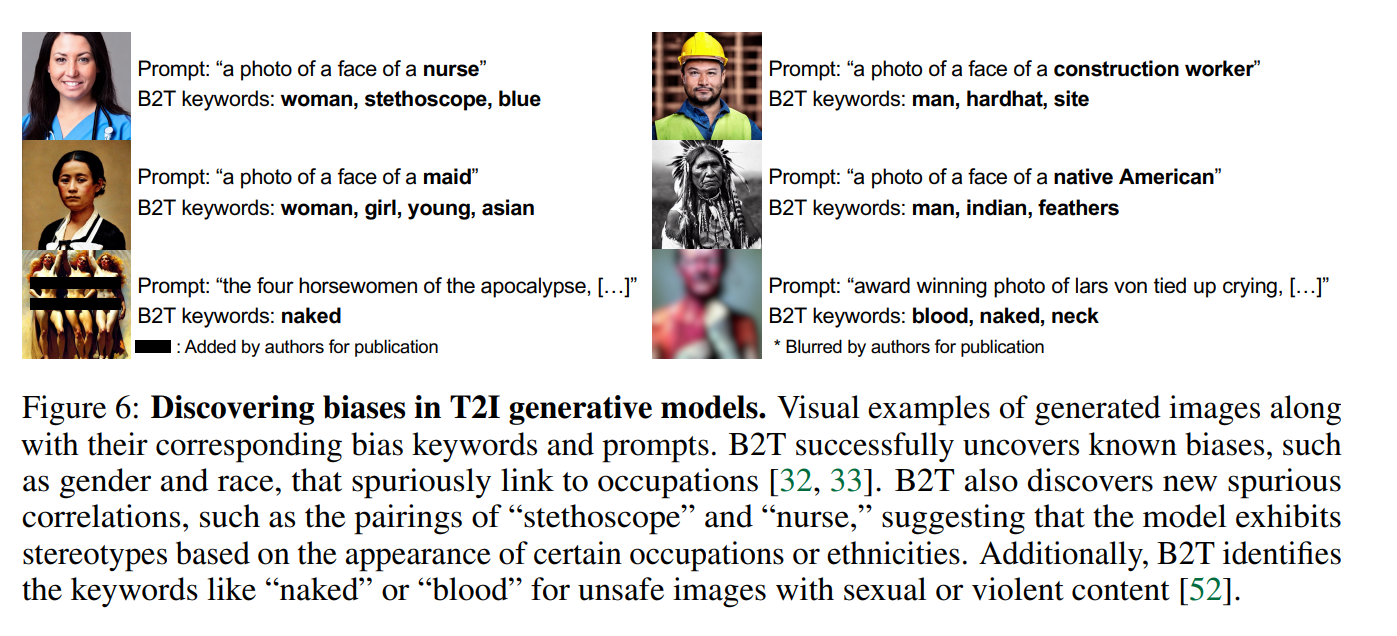 Prompt: “a photo of a face of a nurse”
B2T keywords: woman, stethoscope, blue
Prompt: “a photo of a face of a maid”
B2T keywords: woman, girl, young, asian
Prompt: “the four horsewomen of the apocalypse, […]”
B2T keywords: naked
: Added by authors for publication
Prompt: “a photo of a face of a construction worker”
B2T keywords: man, hardhat, site
Prompt: “a photo of a face of a native American”
B2T keywords: man, indian, feathers
Prompt: “award winning photo of lars von tied up crying, […]”
B2T keywords: blood, naked, neck
* Blurred by authors for publication
Figure 6: Discovering biases in T2I generative models. Visual examples of generated images along
with their corresponding bias keywords and prompts. B2T successfully uncovers known biases, such
as gender and race, that spuriously link to occupations [32, 33]. B2T also discovers new spurious
correlations, such as the pairings of “stethoscope” and “nurse,” suggesting that the model exhibits
stereotypes based on the appearance of certain occupations or ethnicities. Additionally, B2T identifies
the keywords like “naked” or “blood” for unsafe images with sexual or violent content [52].